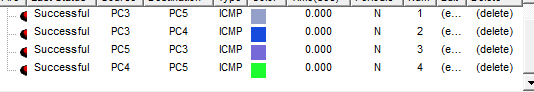 Successful PC3 PC5 ICMP 0.000 N 1 (e... (delete)
Successful PC3 PC4 ICMP 0.000 N 2 (e... (delete)
Successful PC5 PC3 ICMP 0.000 N 3 (e... (delete)
Successful PC4 PC5 ICMP 0.000 N 4 (e... (delete)